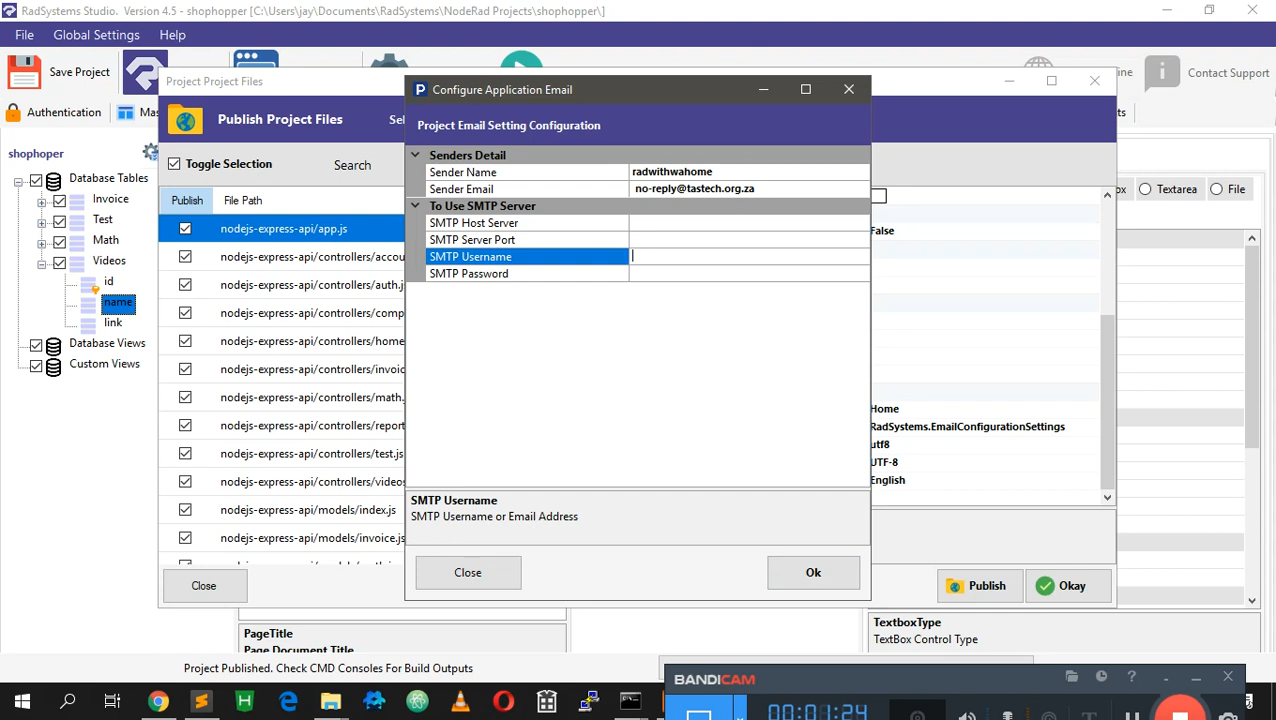 RadSystems Studio. Version 4.5 - shophopper [C:\Users\jay\Documents\RadSystems\NodeRad Projects\shophopper\]
File Global Settings Help
Save Project
Contact Support
Authentication
Project Project Files
Publish Project Files
Toggle Selection
Search
Publish
File Path
nodejs-express-api/app.js
nodejs-express-api/controllers/accou
nodejs-express-api/controllers/auth.j
nodejs-express-api/controllers/comp
nodejs-express-api/controllers/home
nodejs-express-api/controllers/invoic
nodejs-express-api/controllers/math.
nodejs-express-api/controllers/report
nodejs-express-api/controllers/test.js
nodejs-express-api/controllers/videos
nodejs-express-api/models/index.js
nodejs-express-api/models/invoice.js
Close
shophoper
Database Tables
Invoice
Test
Math
Videos
id
name
link
Database Views
Custom Views
Configure Application Email
Project Email Setting Configuration
Senders Detail
Sender Name radwithwahome
Sender Email no-reply@tastech.org.za
To Use SMTP Server
SMTP Host Server
SMTP Server Port
SMTP Username
SMTP Password
SMTP Username
SMTP Username or Email Address
Close
Ok
Textarea
File
False
Home
RadSystems.EmailConfigurationSettings
utf8
UTF-8
English
Publish
Okay
PageTitle
Page Document Title
TextboxType
TextBox Control Type
Project Published. Check CMD Consoles For Build Outputs
BANDICAM
00:01:24